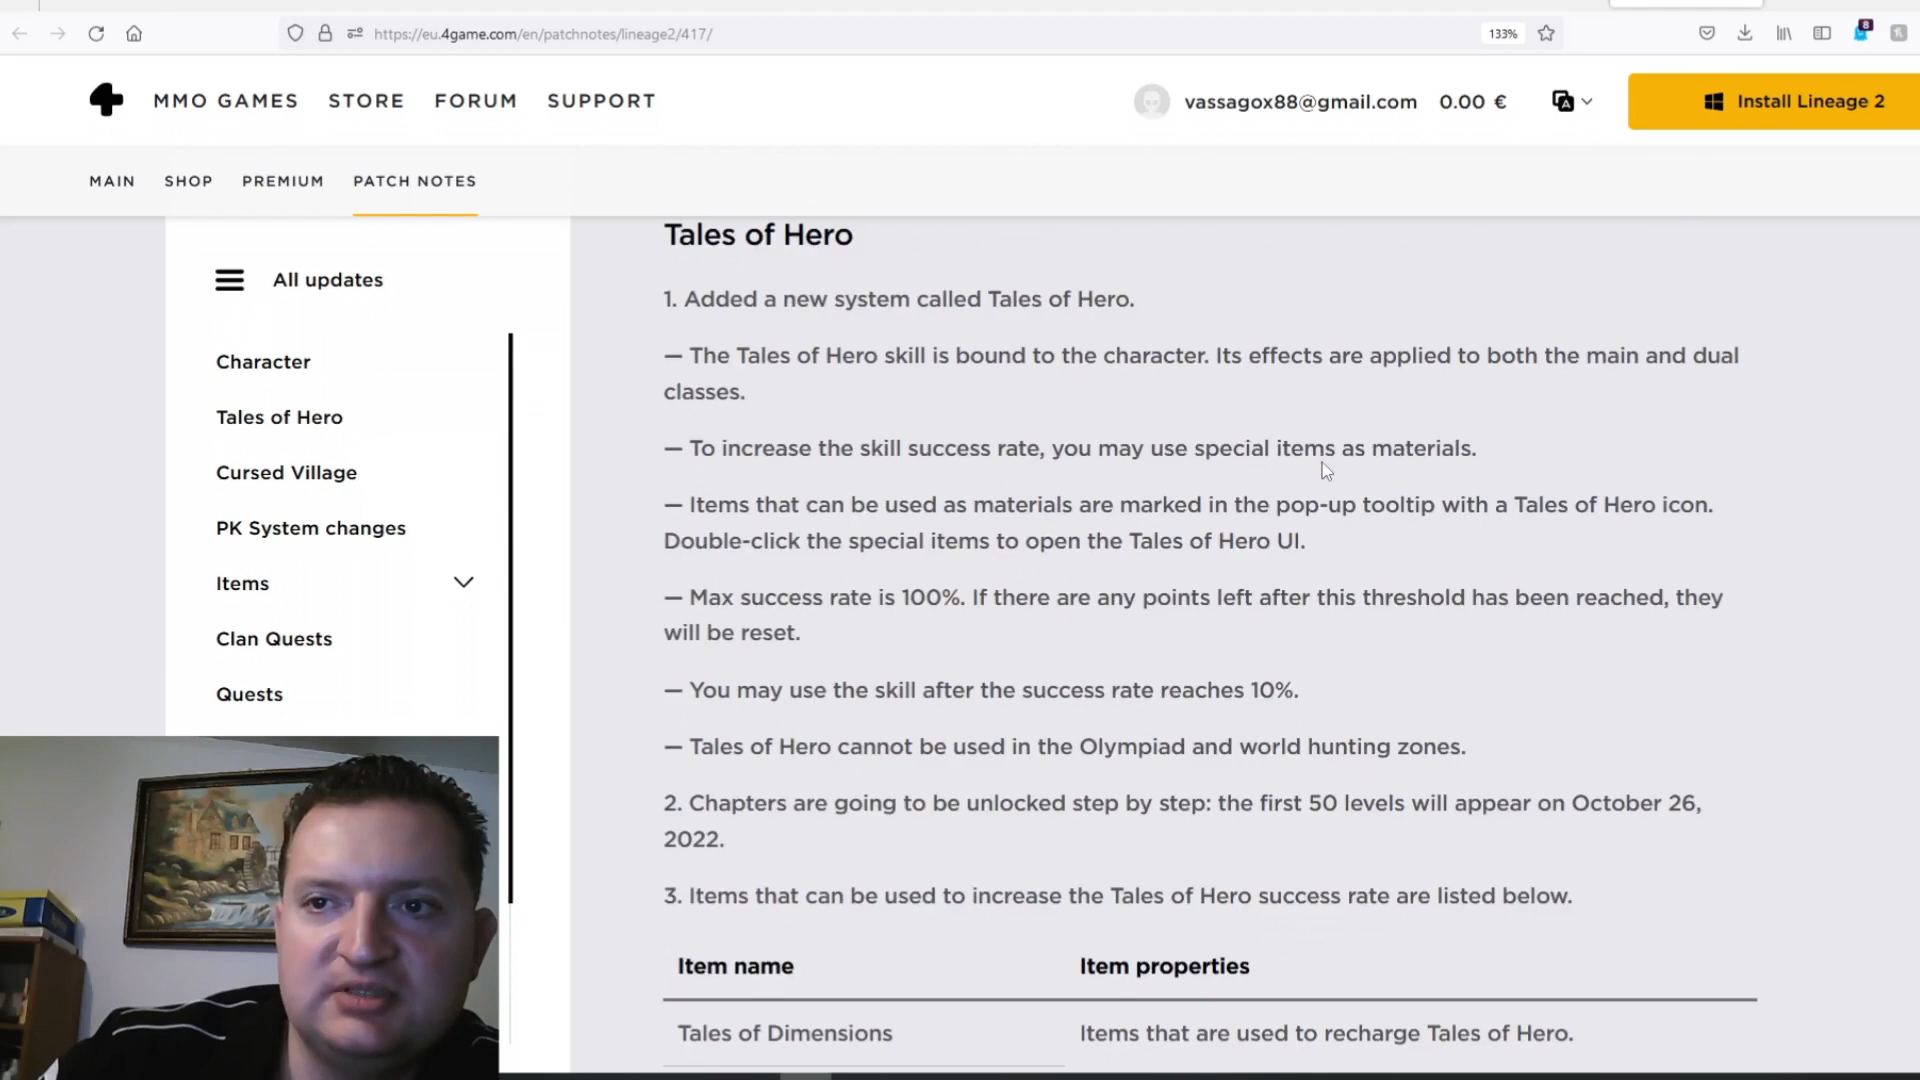 https://eu.4game.com/en/patchnotes/lineage2/417/
133%
8
MMO GAMES STORE FORUM SUPPORT
vassagox88@gmail.com 0.00 €
Install Lineage 2
MAIN SHOP PREMIUM PATCH NOTES
All updates
Character
Tales of Hero
Cursed Village
PK System changes
Items
Clan Quests
Quests
Tales of Hero
1. Added a new system called Tales of Hero.
— The Tales of Hero skill is bound to the character. Its effects are applied to both the main and dual
classes.
— To increase the skill success rate, you may use special items as materials.
— Items that can be used as materials are marked in the pop-up tooltip with a Tales of Hero icon.
Double-click the special items to open the Tales of Hero UI.
— Max success rate is 100%. If there are any points left after this threshold has been reached, they
will be reset.
— You may use the skill after the success rate reaches 10%.
— Tales of Hero cannot be used in the Olympiad and world hunting zones.
2. Chapters are going to be unlocked step by step: the first 50 levels will appear on October 26,
2022.
3. Items that can be used to increase the Tales of Hero success rate are listed below.
Item name Item properties
Tales of Dimensions Items that are used to recharge Tales of Hero.